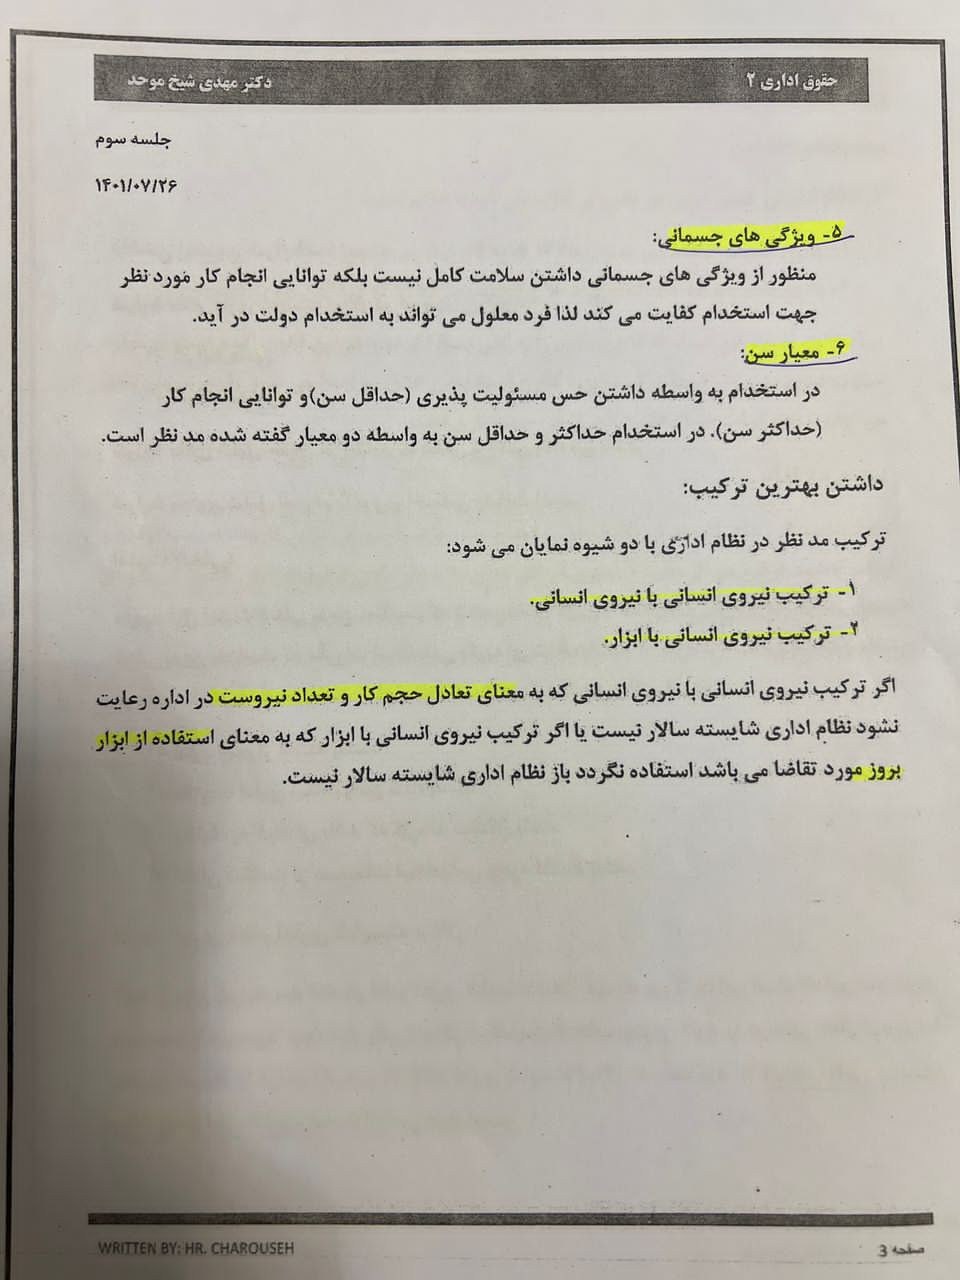 حقوق اداری ۲
دکتر مهدی شیخ موحد
جلسه سوم
۱۴۰۱/۰۷/۲۶
۵- ویژگی های جسمانی:
منظور از ویژگی های جسمانی داشتن سلامت کامل نیست بلکه توانایی انجام کار مورد نظر
جهت استخدام کفایت می کند لذا فرد معلول می تواند به استخدام دولت در آید.
۶- معیار سن:
در استخدام به واسطه داشتن حس مسئولیت پذیری (حداقل سن)و توانایی انجام کار
(حداکثر سن). در استخدام حداکثر و حداقل سن به واسطه دو معیار گفته شده مد نظر است.
داشتن بهترین ترکیب:
ترکیب مد نظر در نظام اداری با دو شیوه نمایان می شود:
۱- ترکیب نیروی انسانی با نیروی انسانی.
۲- ترکیب نیروی انسانی با ابزار.
اگر ترکیب نیروی انسانی با نیروی انسانی که به معنای تعادل حجم کار و تعداد نیروست در اداره رعایت
نشود نظام اداری شایسته سالار نیست یا اگر ترکیب نیروی انسانی با ابزار که به معنای استفاده از ابزار
بروز مورد تقاضا می باشد استفاده نگردد باز نظام اداری شایسته سالار نیست.
WRITTEN BY: HR. CHAROUSEH
صفحه 3